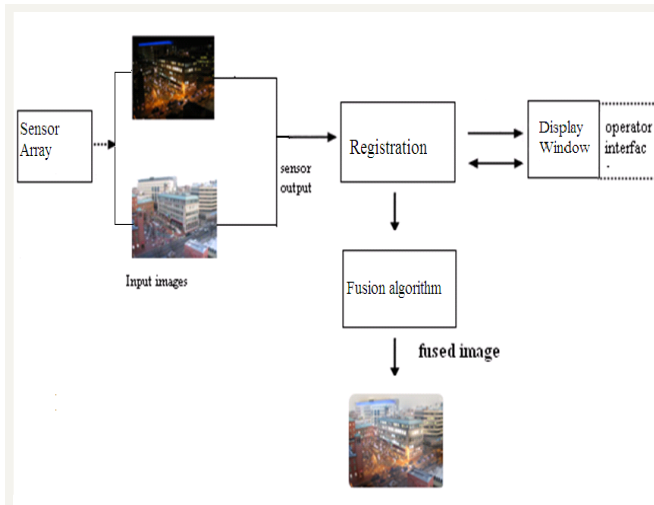 Sensor
Array
Input images
sensor
output
Registration
Display
Window
operator
interfac
.
Fusion algorithm
fused image